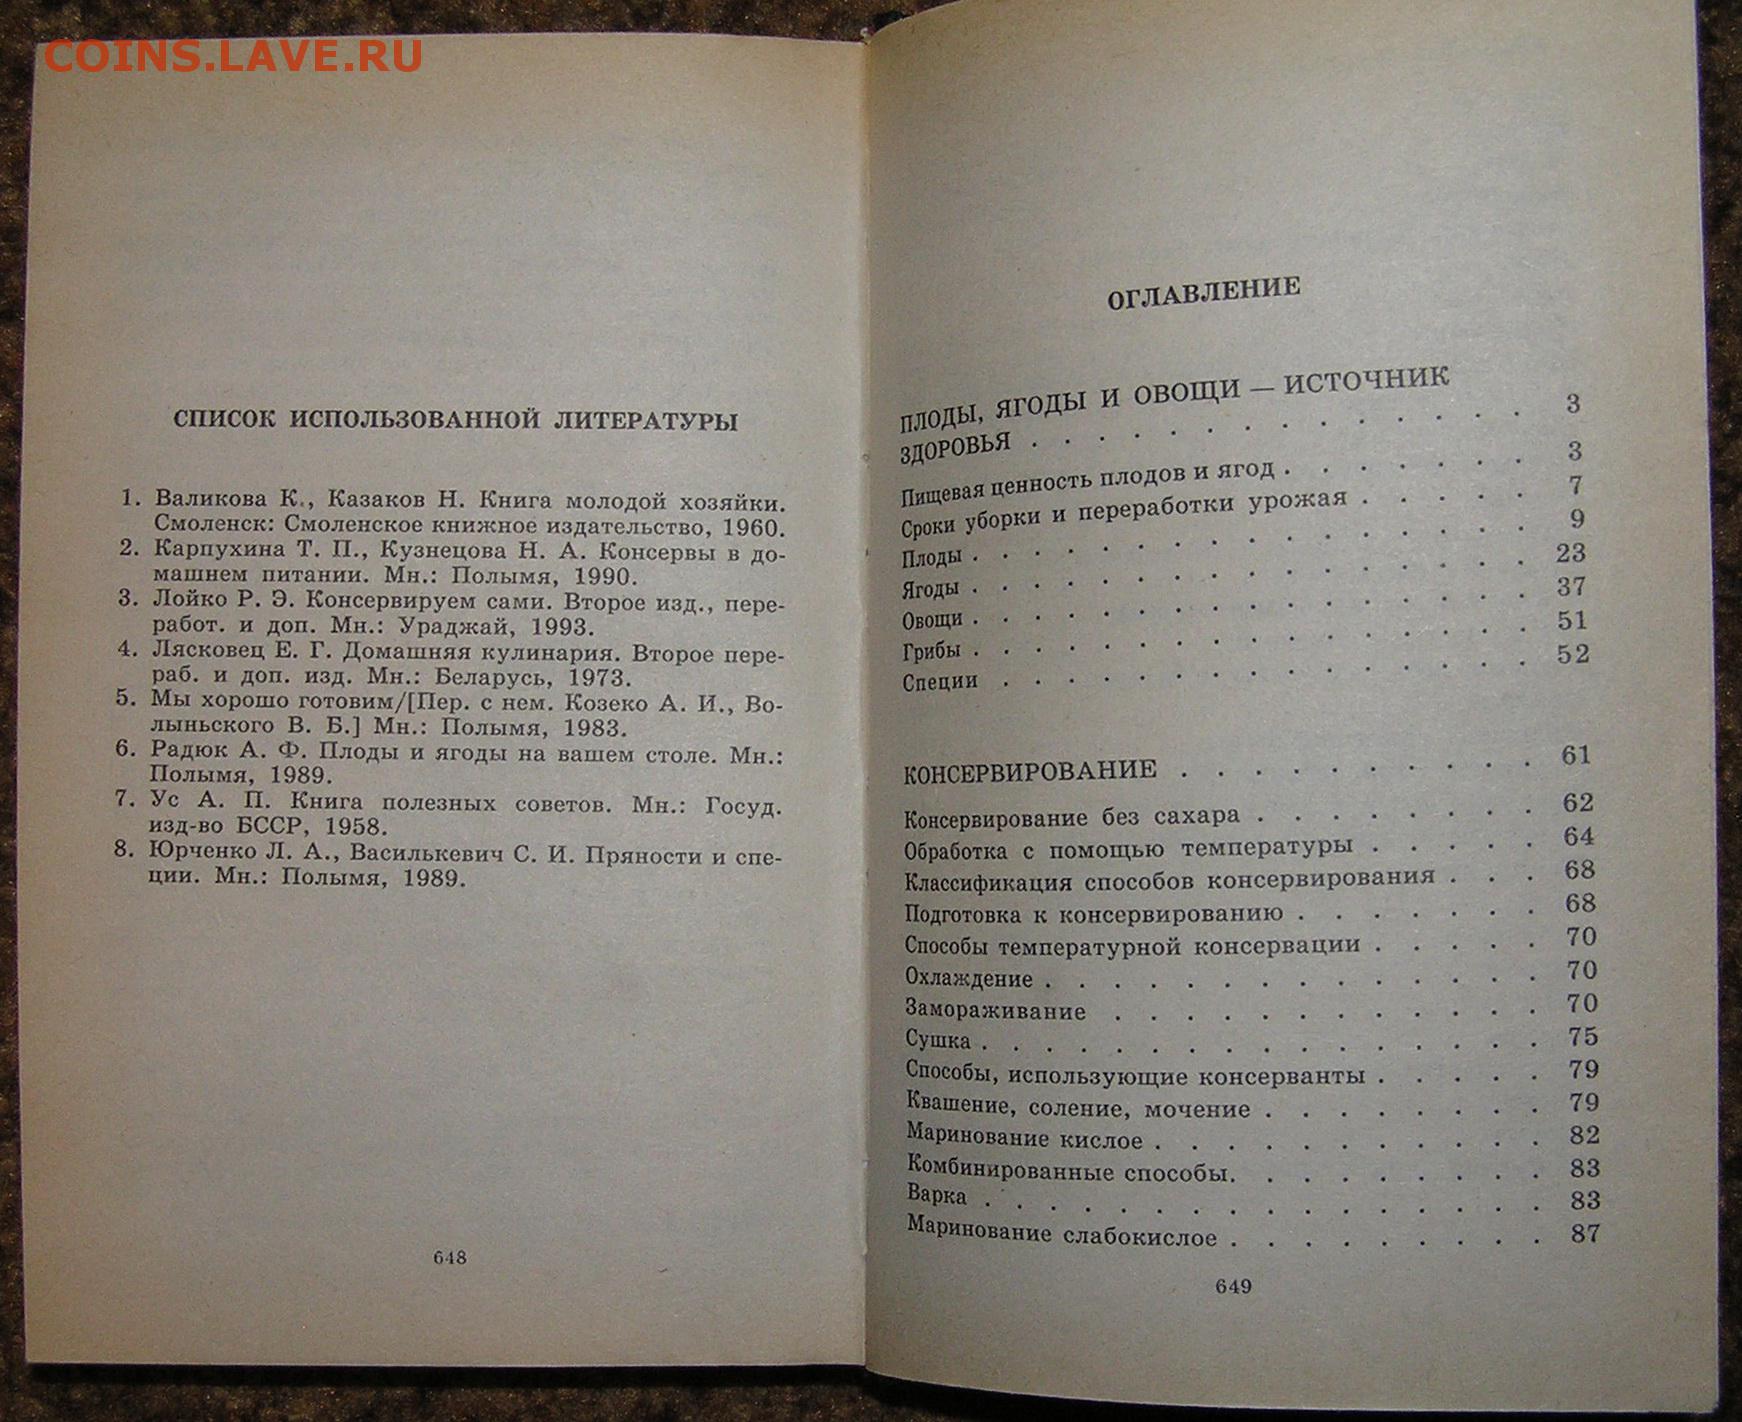 COINS.LAVE.RU
СПИСОК ИСПОЛЬЗОВАННОЙ ЛИТЕРАТУРЫ
1. Валикова К., Казаков Н. Книга молодой хозяйки.
Смоленск: Смоленское книжное издательство, 1960.
2. Карпухина Т. П., Кузнецова Н. А. Консервы в до-
машнем питании. Мн.: Полымя, 1990.
3. Лойко Р. Э. Консервируем сами. Второе изд., пере-
работ. и доп. Мн.: Ураджай, 1993.
4. Лясковец Е. Г. Домашняя кулинария. Второе пере-
раб. и доп. изд. Мн.: Беларусь, 1973.
5. Мы хорошо готовим/[Пер. с нем. Козеко А. И., Во-
лыньского В. Б.] Мн.: Полымя, 1983.
6. Радюк А. Ф. Плоды и ягоды на вашем столе. Мн.:
Полымя, 1989.
7. Ус А. П. Книга полезных советов. Мн.: Госуд.
изд-во БССР, 1958.
8. Юрченко Л. А., Василькевич С. И. Пряности и спе-
ции. Мн.: Полымя, 1989.
648
ОГЛАВЛЕНИЕ
ПЛОДЫ, ЯГОДЫ И ОВОЩИ — ИСТОЧНИК
ЗДОРОВЬЯ . . . . . . . . . . . . . . 3
Пищевая ценность плодов и ягод . . . . . . . 3
Сроки уборки и переработки урожая . . . . . 7
Плоды . . . . . . . . . . . . . . . . 9
Ягоды . . . . . . . . . . . . . . . . 23
Овощи . . . . . . . . . . . . . . . . 37
Грибы . . . . . . . . . . . . . . . . 51
Специи . . . . . . . . . . . . . . . 52
КОНСЕРВИРОВАНИЕ . . . . . . . . . . 61
Консервирование без сахара . . . . . . . . 62
Обработка с помощью температуры . . . . . 64
Классификация способов консервирования . . . 68
Подготовка к консервированию . . . . . . . 68
Способы температурной консервации . . . . . 70
Охлаждение . . . . . . . . . . . . . . 70
Замораживание . . . . . . . . . . . . 70
Сушка . . . . . . . . . . . . . . . . 75
Способы, использующие консерванты . . . . . 79
Квашение, соление, мочение . . . . . . . . 79
Маринование кислое . . . . . . . . . . . 82
Комбинированные способы. . . . . . . . . 83
Варка . . . . . . . . . . . . . . . . 83
Маринование слабокислое . . . . . . . . . 87
649